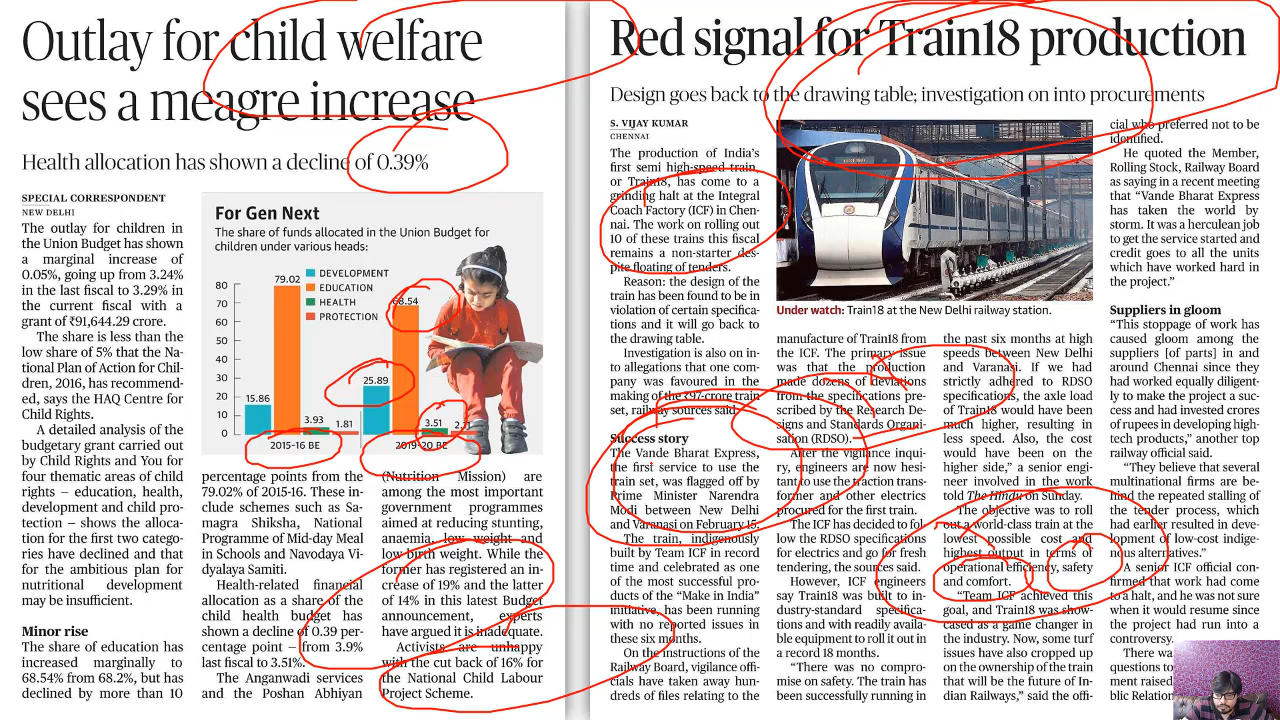 Outlay for child welfare
sees a meagre increase
Health allocation has shown a decline of 0.39%
SPECIAL CORRESPONDENT
NEW DELHI
The outlay for children in
the Union Budget has shown
a marginal increase of
0.05%, going up from 3.24%
in the last fiscal to 3.29% in
the current fiscal with a
grant of ₹91,644.29 crore.
The share is less than the
low share of 5% that the Na-
tional Plan of Action for Chil-
dren, 2016, has recommend-
ed, says the HAQ Centre for
Child Rights.
A detailed analysis of the
budgetary grant carried out
by Child Rights and You for
four thematic areas of child
rights – education, health,
development and child pro-
tection – shows the alloca-
tion for the first two catego-
ries have declined and that
for the ambitious plan for
nutritional development
may be insufficient.
Minor rise
The share of education has
increased marginally to
68.54% from 68.2%, but has
declined by more than 10
For Gen Next
The share of funds allocated in the Union Budget for
children under various heads:
DEVELOPMENT
EDUCATION
HEALTH
PROTECTION
80
70
60
50
40
30
20
10
0
15.86
79.02
3.93
1.81
25.89
68.54
3.51
2015-16 BE
2019-20 BE
percentage points from the
79.02% of 2015-16. These in-
clude schemes such as Sa-
magra Shiksha, National
Programme of Mid-day Meal
in Schools and Navodaya Vi-
dyalaya Samiti.
Health-related financial
allocation as a share of the
child health budget has
shown a decline of 0.39 per-
centage point – from 3.9%
last fiscal to 3.51%.
The Anganwadi services
and the Poshan Abhiyan
(Nutrition Mission) are
among the most important
government programmes
aimed at reducing stunting,
anaemia, low weight and
low birth weight. While the
former has registered an in-
crease of 19% and the latter
of 14% in this latest Budget
announcement, experts
have argued it is inadequate.
Activists are unhappy
with the cut back of 16% for
the National Child Labour
Project Scheme.
Red signal for Train18 production
Design goes back to the drawing table; investigation on into procurements
S. VIJAY KUMAR
CHENNAI
The production of India's
first semi high-speed train,
or Train18, has come to a
grinding halt at the Integral
Coach Factory (ICF) in Chen-
nai. The work on rolling out
10 of these trains this fiscal
remains a non-starter des-
pite floating of tenders.
Reason: the design of the
train has been found to be in
violation of certain specifica-
tions and it will go back to
the drawing table.
Investigation is also on in-
to allegations that one com-
pany was favoured in the
making of the ₹97-crore train
set, railway sources said.
Success story
The Vande Bharat Express,
the first service to use the
train set, was flagged off by
Prime Minister Narendra
Modi between New Delhi
and Varanasi on February 15.
The train, indigenously
built by Team ICF in record
time and celebrated as one
of the most successful pro-
ducts of the "Make in India"
initiative, has been running
with no reported issues in
these six months.
On the instructions of the
Railway Board, vigilance offi-
cials have taken away hun-
dreds of files relating to the
Under watch: Train18 at the New Delhi railway station.
manufacture of Train18 from
the ICF. The primary issue
was that the production
made dozens of deviations
from the specifications pre-
scribed by the Research De-
signs and Standards Organi-
sation (RDSO).
After the vigilance inqui-
ry, engineers are now hesi-
tant to use the traction trans-
former and other electrics
procured for the first train.
The ICF has decided to fol-
low the RDSO specifications
for electrics and go for fresh
tendering, the sources said.
However, ICF engineers
say Train18 was built to in-
dustry-standard specifica-
tions and with readily availa-
ble equipment to roll it out in
a record 18 months.
"There was no compro-
mise on safety. The train has
been successfully running in
the past six months at high
speeds between New Delhi
and Varanasi. If we had
strictly adhered to RDSO
specifications, the axle load
of Train18 would have been
much higher, resulting in
less speed. Also, the cost
would have been on the
higher side," a senior engi-
neer involved in the work
told The Hindu on Sunday.
The objective was to roll
out a world-class train at the
lowest possible cost and
highest output in terms of
operational efficiency, safety
and comfort.
"Team ICF achieved this
goal, and Train18 was show-
cased as a game changer in
the industry. Now, some turf
issues have also cropped up
on the ownership of the train
that will be the future of In-
dian Railways," said the offi-
cial who preferred not to be
identified.
He quoted the Member,
Rolling Stock, Railway Board
as saying in a recent meeting
that "Vande Bharat Express
has taken the world by
storm. It was a herculean job
to get the service started and
credit goes to all the units
which have worked hard in
the project."
Suppliers in gloom
"This stoppage of work has
caused gloom among the
suppliers [of parts] in and
around Chennai since they
had worked equally diligent-
ly to make the project a suc-
cess and had invested crores
of rupees in developing high-
tech products," another top
railway official said.
"They believe that several
multinational firms are be-
hind the repeated stalling of
the tender process, which
had earlier resulted in deve-
lopment of low-cost indige-
nous alternatives."
A senior ICF official con-
firmed that work had come
to a halt, and he was not sure
when it would resume since
the project had run into a
controversy.
There wa
questions to
ment raised
blic Relation